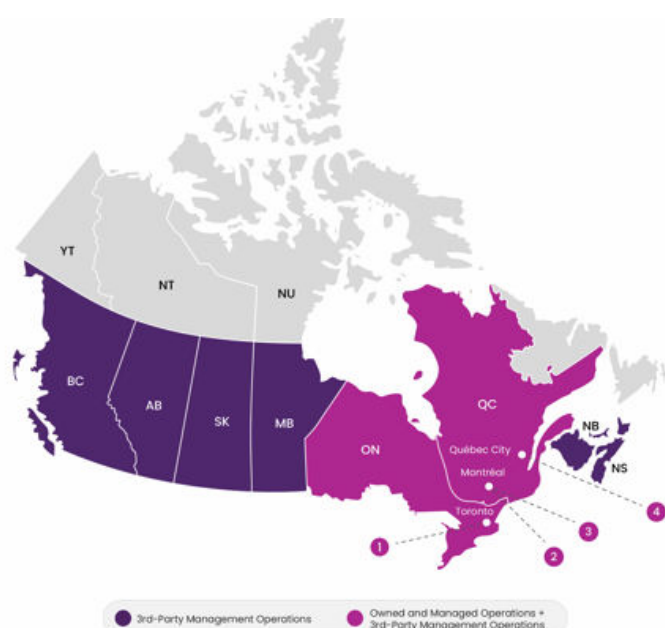 YT
NT
NU
BC
AB
SK
MB
ON
QC
NB
NS
Québec City
Montréal
Toronto
1
2
3
4
3rd-Party Management Operations
Owned and Managed Operations +
3rd-Party Management Operations